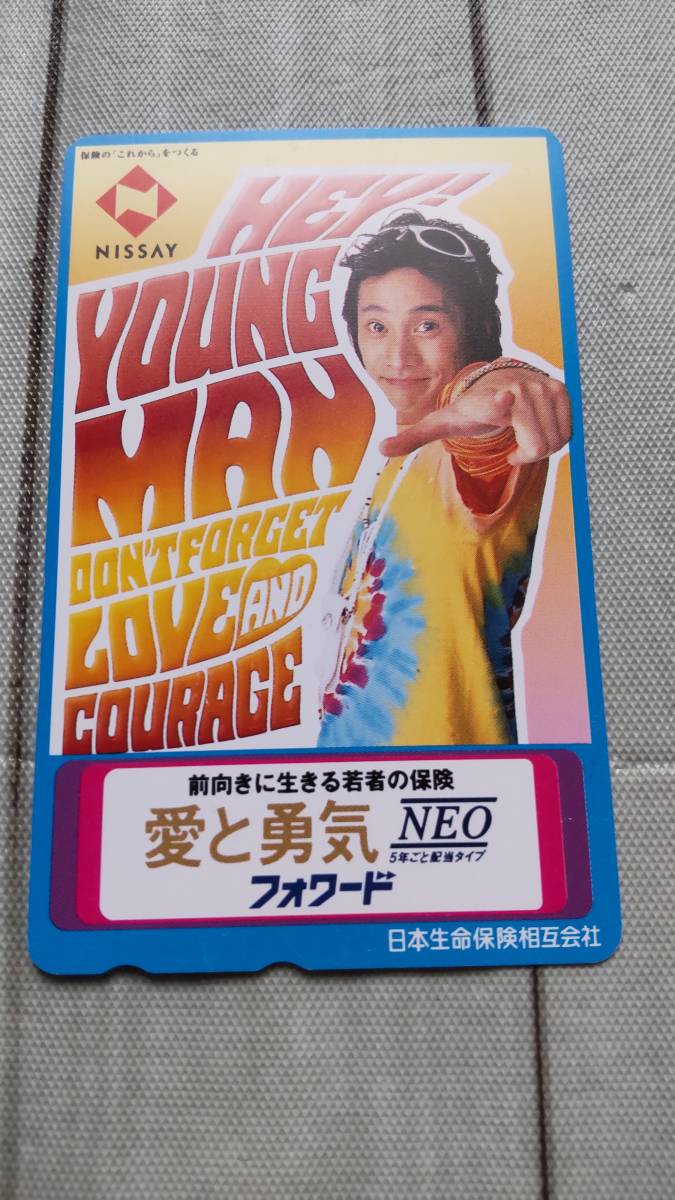 保険の「これから」をつくる
NISSAY
HEY!
YOUNG
MAN
DON'T FORGET
LOVE AND
COURAGE
前向きに生きる若者の保険
愛と勇気 NEO
5年ごと配当タイプ
フォワード
日本生命保険相互会社